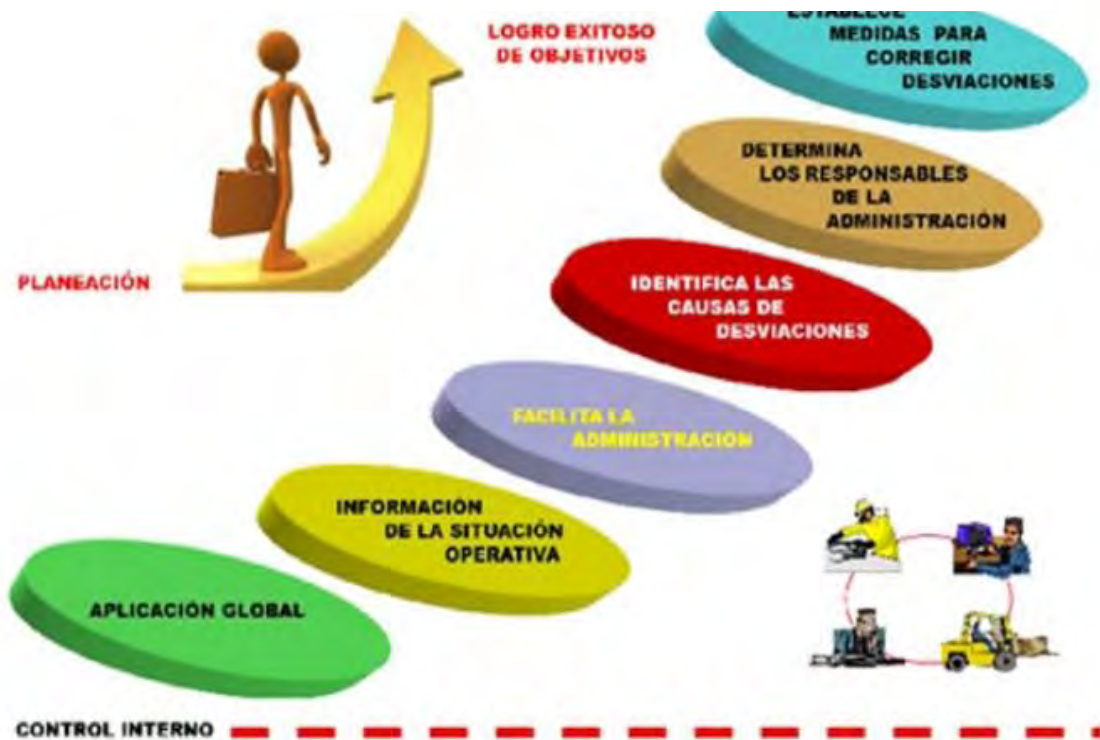 LOGRO EXITOSO
DE OBJETIVOS
ESTABLECE
MEDIDAS PARA
CORREGIR
DESVIACIONES
DETERMINA
LOS RESPONSABLES
DE LA
ADMINISTRACIÓN
PLANEACIÓN
IDENTIFICA LAS
CAUSAS DE
DESVIACIONES
FACILITA LA
ADMINISTRACIÓN
INFORMACIÓN
DE LA SITUACIÓN
OPERATIVA
APLICACIÓN GLOBAL
CONTROL INTERNO